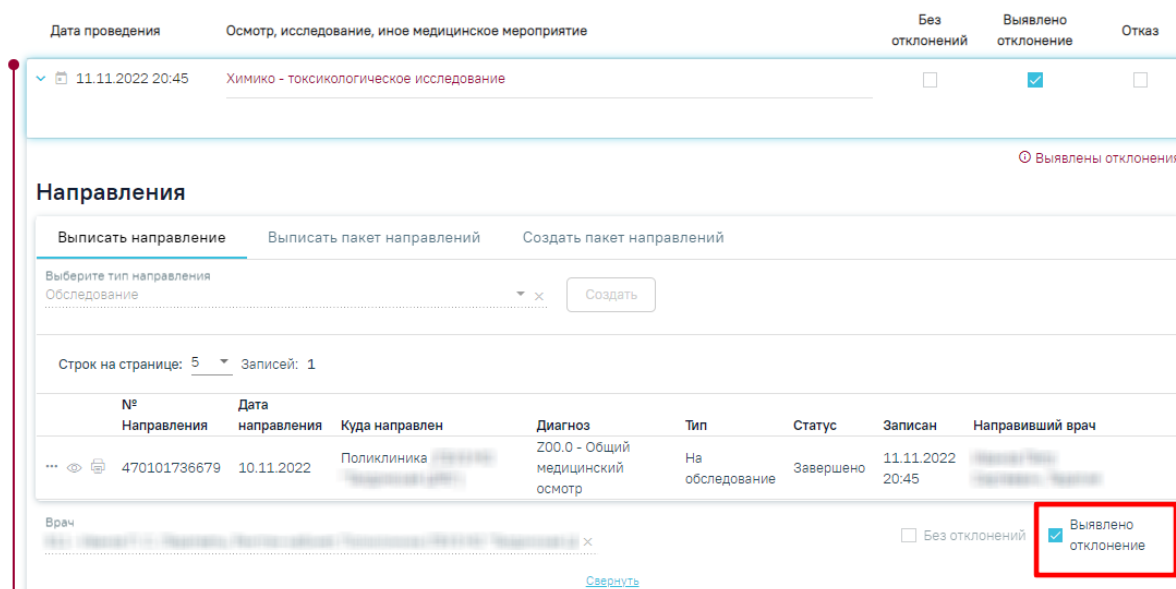 Дата проведения Осмотр, исследование, иное медицинское мероприятие Без отклонений Выявлено отклонение Отказ
11.11.2022 20:45 Химико - токсикологическое исследование
Выявлены отклонения
Направления
Выписать направление Выписать пакет направлений Создать пакет направлений
Выберите тип направления
Обследование Создать
Строк на странице: 5 Записей: 1
№ Направления Дата направления Куда направлен Диагноз Тип Статус Записан Направивший врач
470101736679 10.11.2022 Поликлиника Z00.0 - Общий медицинский осмотр На обследование Завершено 11.11.2022 20:45
Врач
Без отклонений Выявлено отклонение
Свернуть